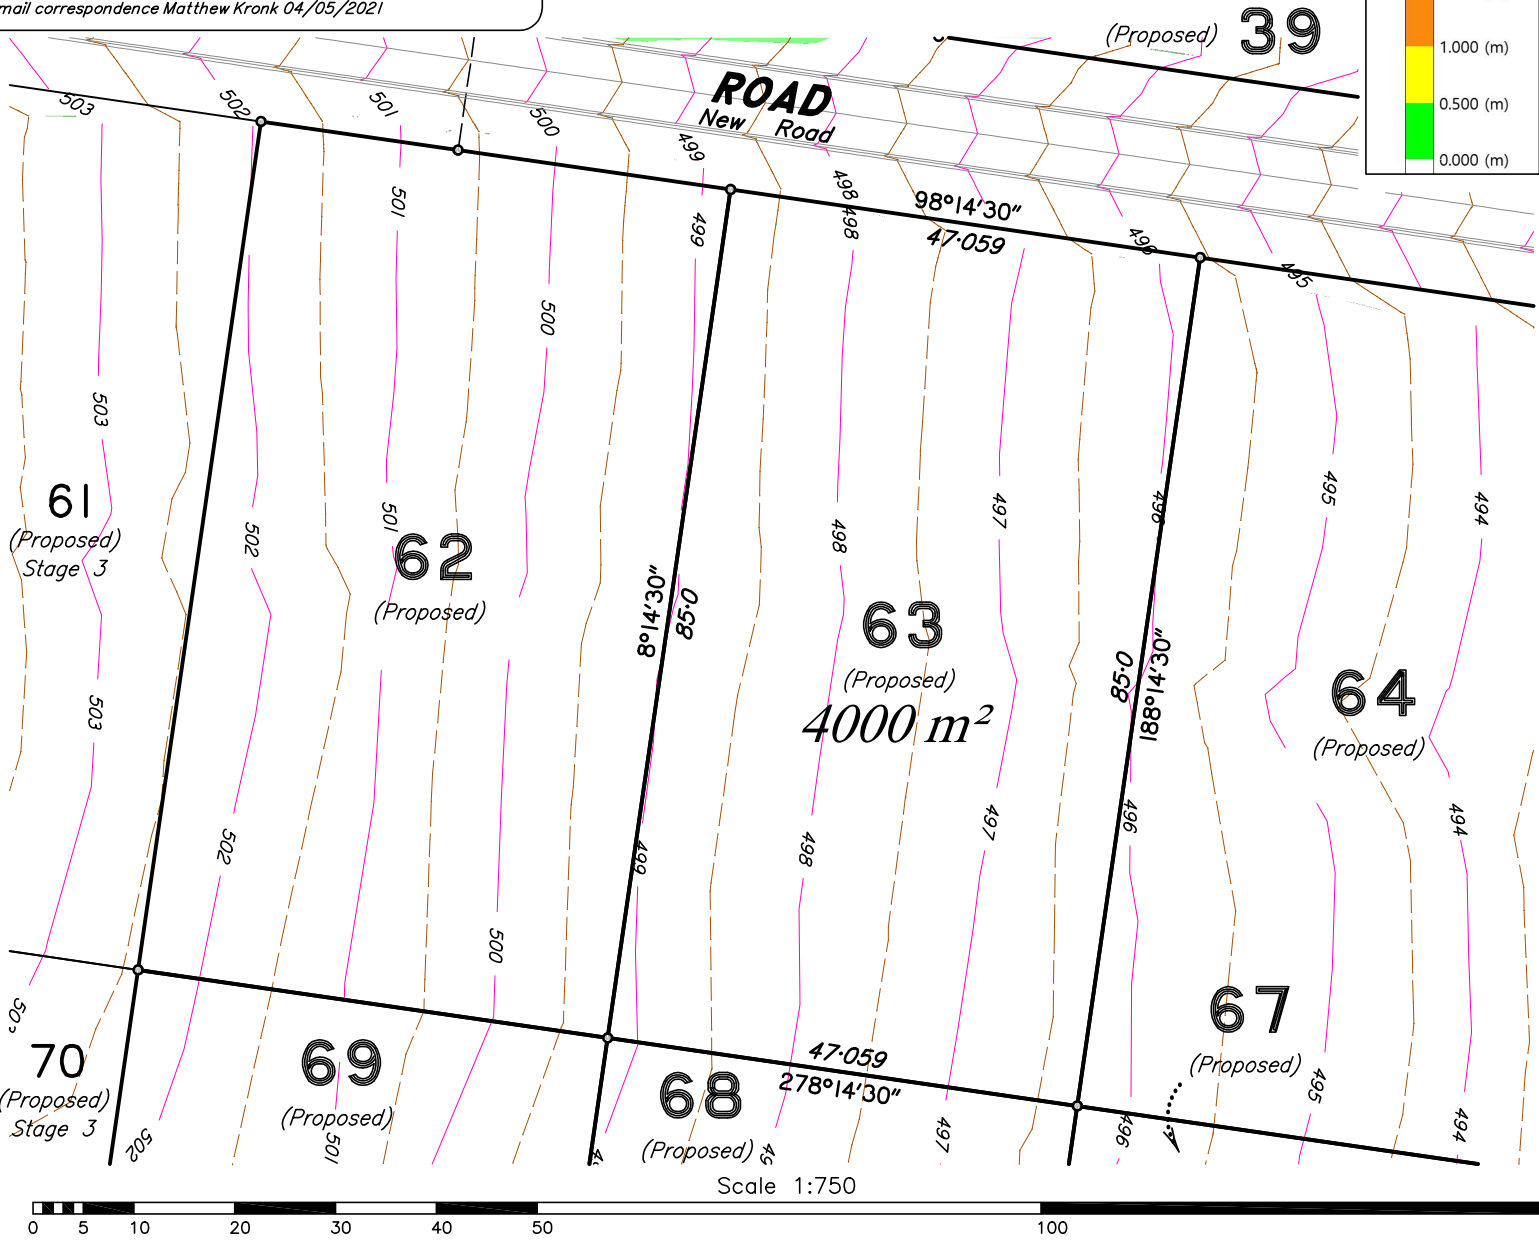 mail correspondence Matthew Kronk 04/05/2021
(Proposed) 39
1.000 (m)
0.500 (m)
0.000 (m)
ROAD
New Road
503
502
501
500
499
498
496
495
98°14'30"
47·059
501
499
498
500
503
502
501
498
497
496
495
494
61
(Proposed)
Stage 3
62
(Proposed)
8°14'30"
85·0
63
(Proposed)
4000 m²
85·0
188°14'30"
64
(Proposed)
503
502
499
498
497
496
494
500
67
(Proposed)
70
(Proposed)
Stage 3
69
(Proposed)
68
(Proposed)
47·059
278°14'30"
502
501
497
496
495
494
Scale 1:750
0 5 10 20 30 40 50 100